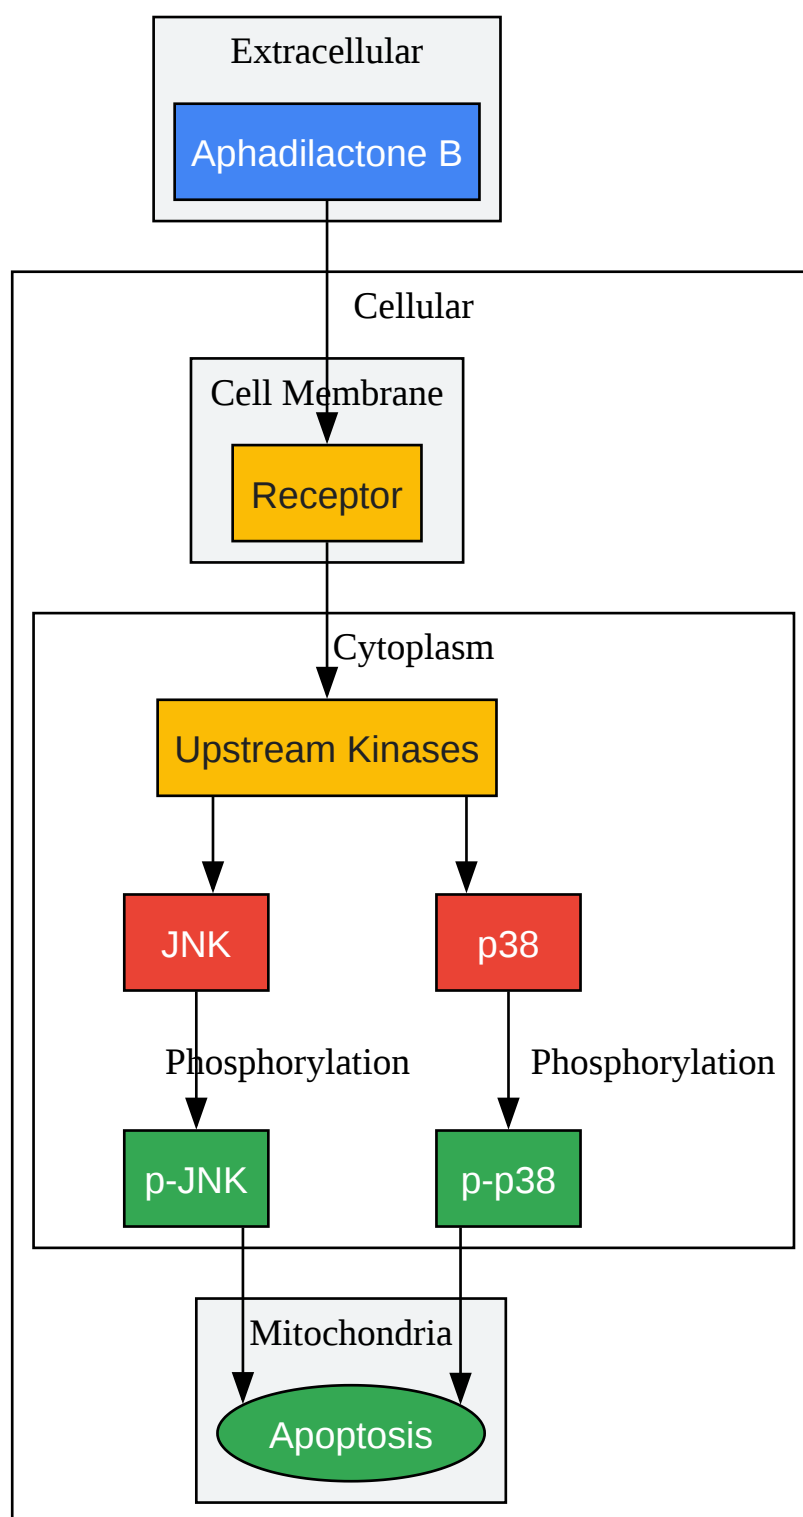 Extracellular
Aphadilactone B
Cellular
Cell Membrane
Receptor
Cytoplasm
Upstream Kinases
JNK
p38
Phosphorylation
Phosphorylation
p-JNK
p-p38
Mitochondria
Apoptosis